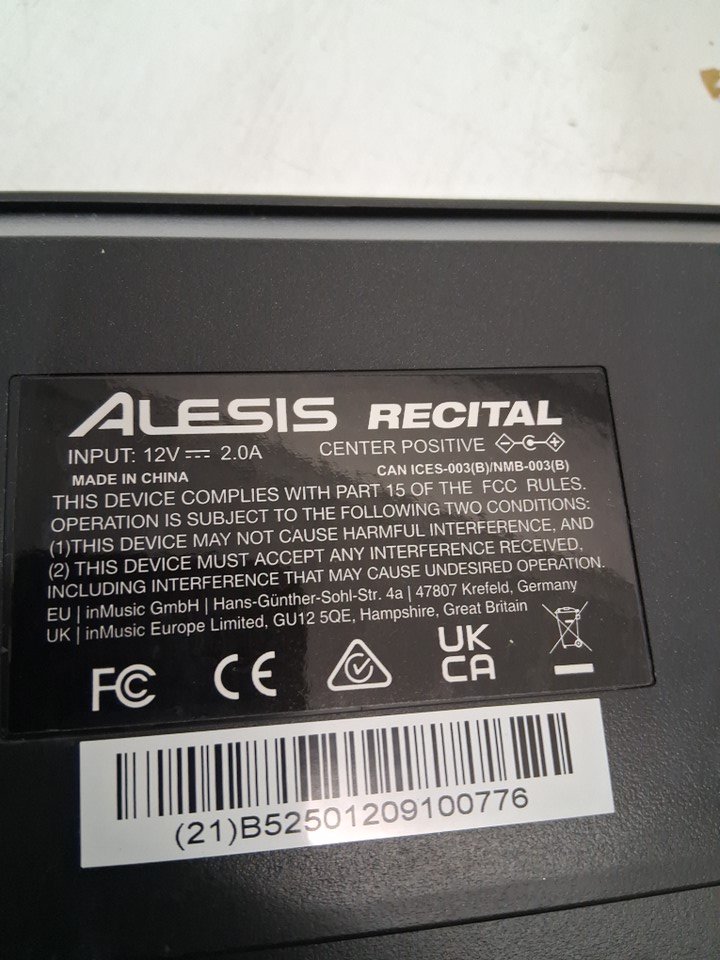 ALESIS RECITAL
INPUT: 12V ⎓ 2.0A CENTER POSITIVE
MADE IN CHINA CAN ICES-003(B)/NMB-003(B)
THIS DEVICE COMPLIES WITH PART 15 OF THE FCC RULES.
OPERATION IS SUBJECT TO THE FOLLOWING TWO CONDITIONS:
(1)THIS DEVICE MAY NOT CAUSE HARMFUL INTERFERENCE, AND
(2) THIS DEVICE MUST ACCEPT ANY INTERFERENCE RECEIVED,
INCLUDING INTERFERENCE THAT MAY CAUSE UNDESIRED OPERATION.
EU | inMusic GmbH | Hans-Günther-Sohl-Str. 4a | 47807 Krefeld, Germany
UK | inMusic Europe Limited, GU12 5QE, Hampshire, Great Britain
FC CE UK
CA
(21)B52501209100776